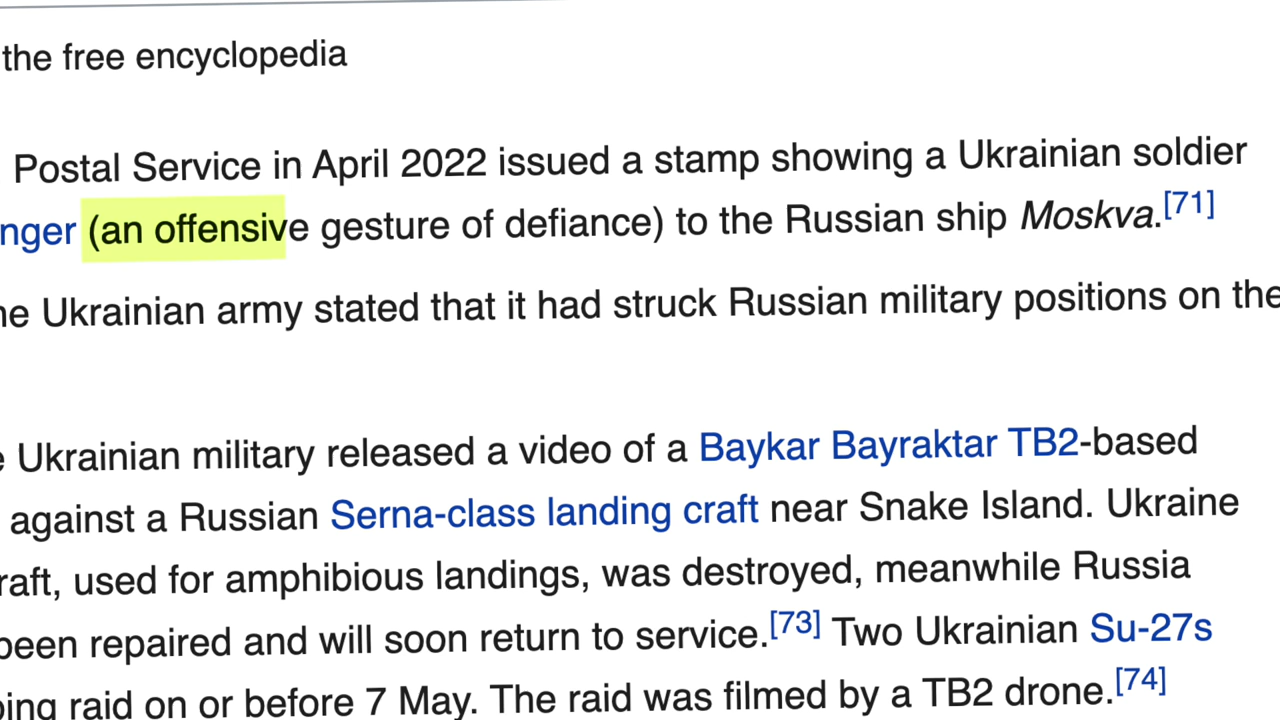 the free encyclopedia
Postal Service in April 2022 issued a stamp showing a Ukrainian soldier
nger (an offensive gesture of defiance) to the Russian ship Moskva.[71]
he Ukrainian army stated that it had struck Russian military positions on the
e Ukrainian military released a video of a Baykar Bayraktar TB2-based
against a Russian Serna-class landing craft near Snake Island. Ukraine
raft, used for amphibious landings, was destroyed, meanwhile Russia
been repaired and will soon return to service.[73] Two Ukrainian Su-27s
bing raid on or before 7 May. The raid was filmed by a TB2 drone.[74]